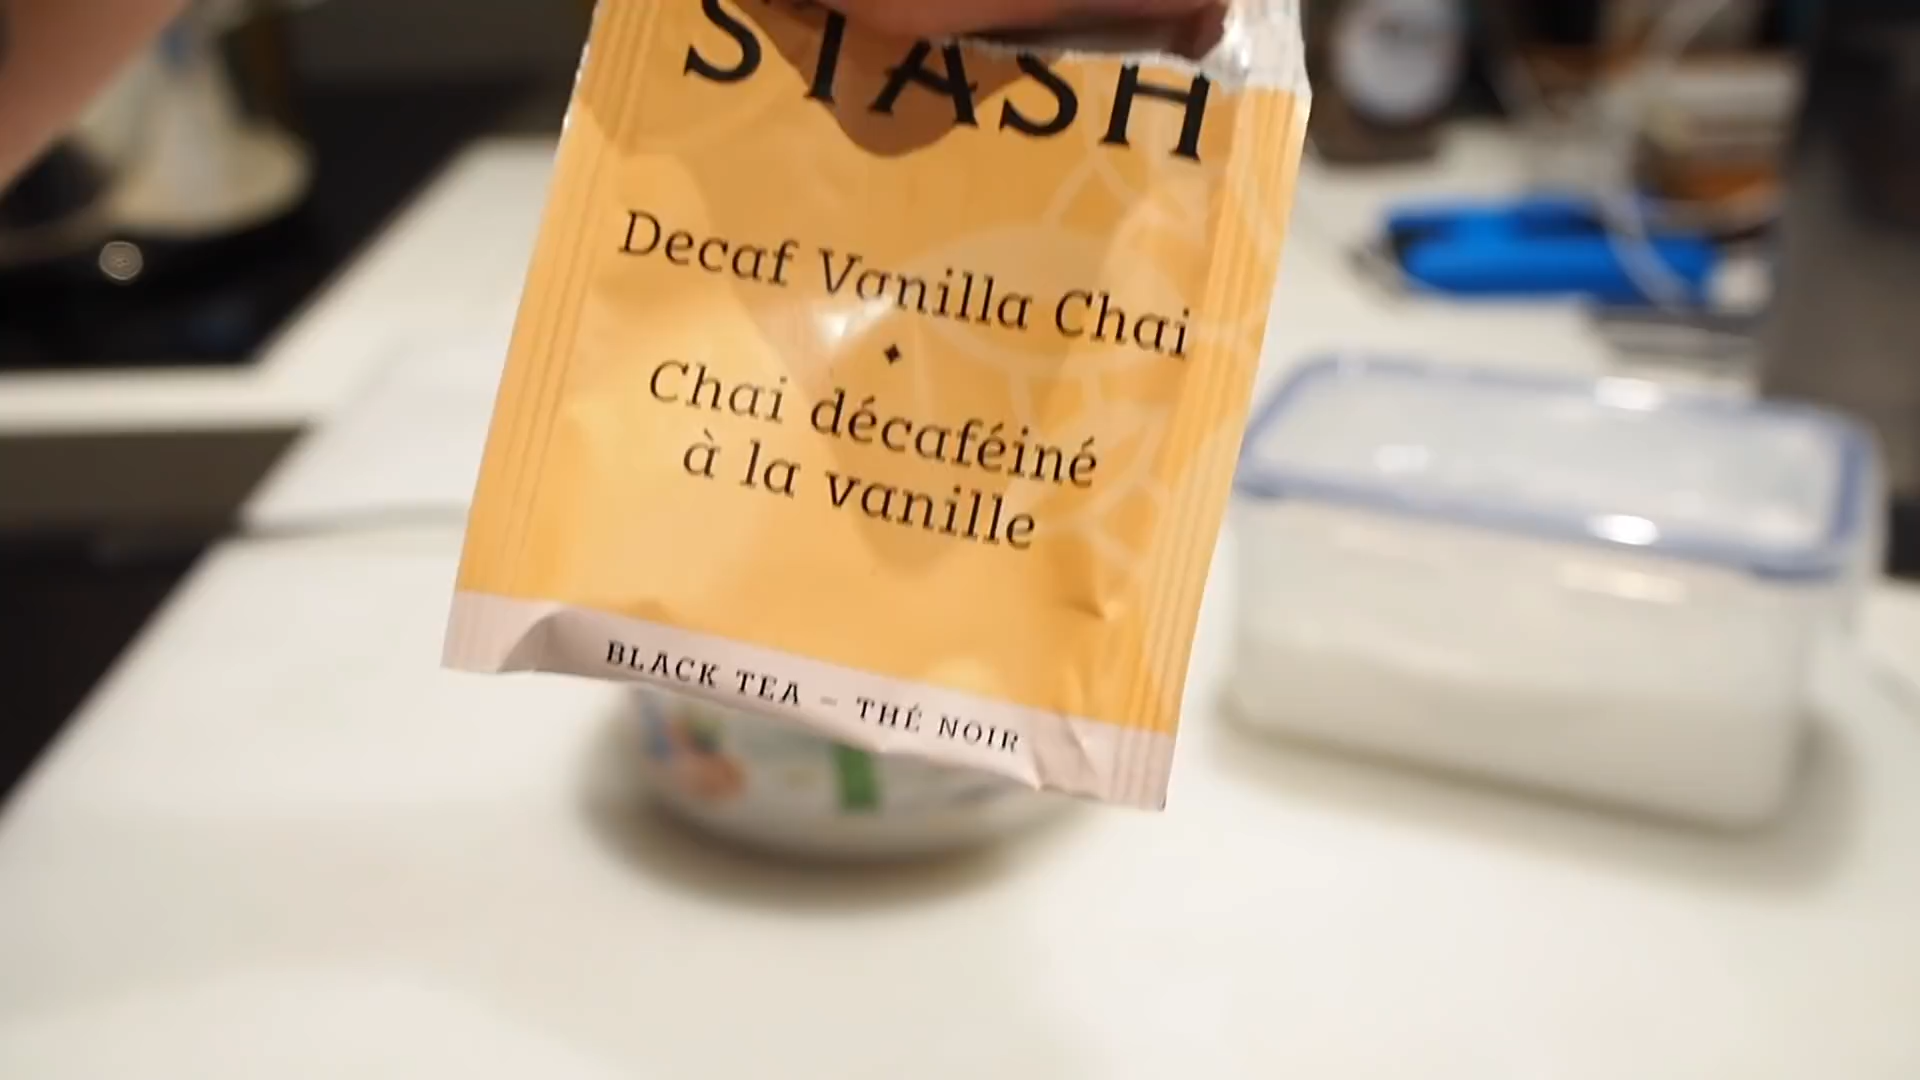 STASH
Decaf Vanilla Chai
Chai décaféiné
à la vanille
BLACK TEA – THÉ NOIR